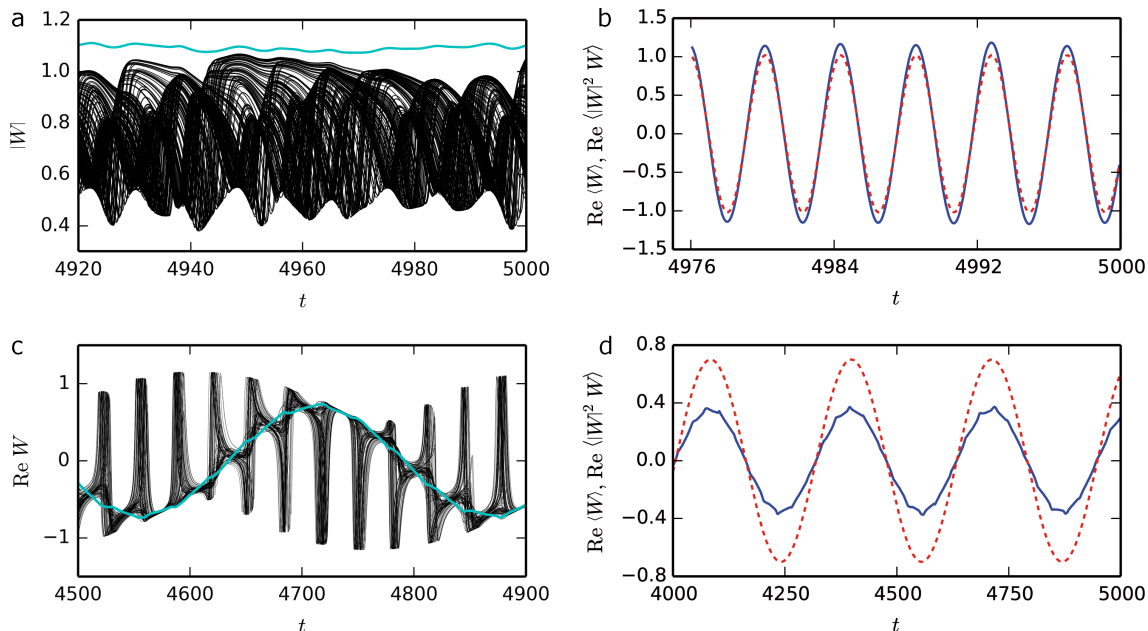 a
1.2
1.0
0.8
0.6
0.4
|W|
4920 4940 4960 4980 5000
t
b
1.5
1.0
0.5
0.0
−0.5
−1.0
−1.5
Re ⟨W⟩, Re ⟨|W|² W⟩
4976 4984 4992 5000
t
c
1
0
−1
Re W
4500 4600 4700 4800 4900
t
d
0.8
0.4
0.0
−0.4
−0.8
Re ⟨W⟩, Re ⟨|W|² W⟩
4000 4250 4500 4750 5000
t